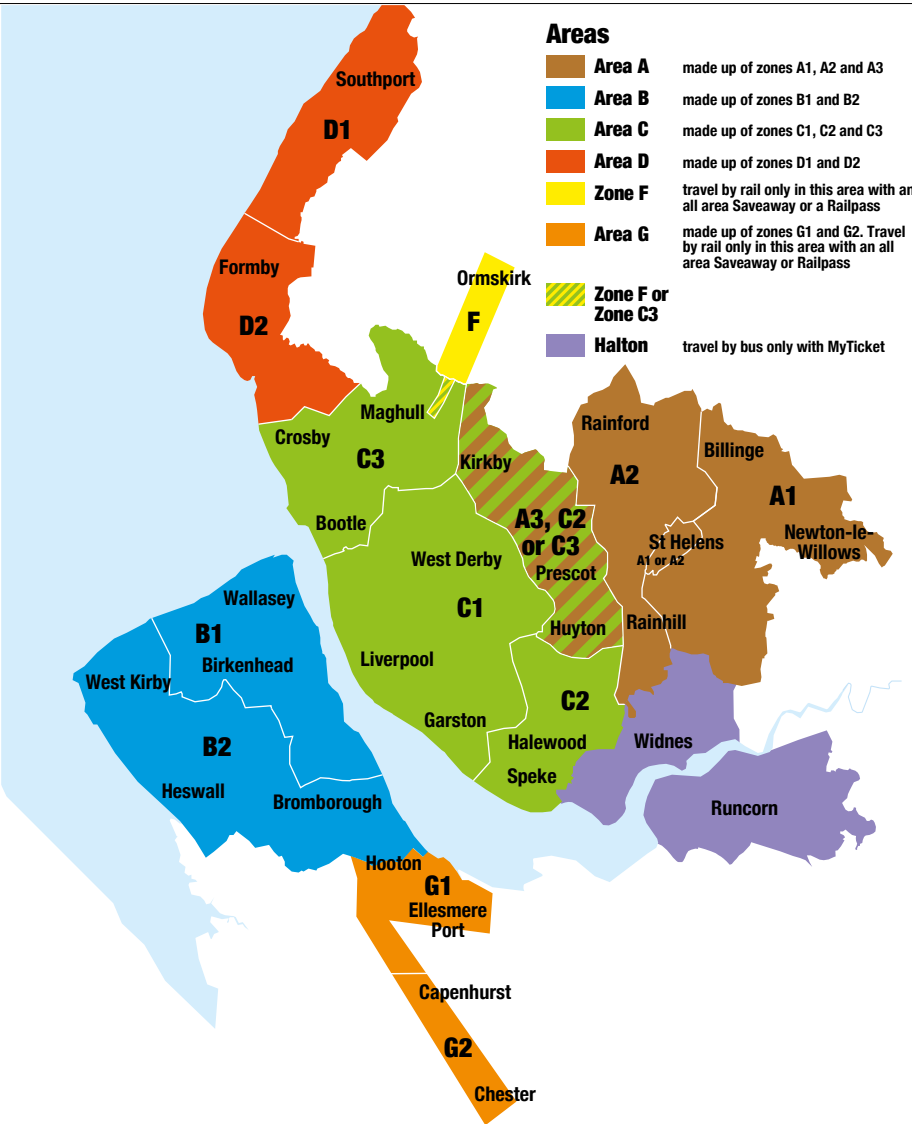 Areas
Area A made up of zones A1, A2 and A3
Area B made up of zones B1 and B2
Area C made up of zones C1, C2 and C3
Area D made up of zones D1 and D2
Zone F travel by rail only in this area with an
all area Saveaway or a Railpass
Area G made up of zones G1 and G2. Travel
by rail only in this area with an all
area Saveaway or Railpass
Zone F or
Zone C3
Halton travel by bus only with MyTicket
Southport
D1
Formby
D2
Ormskirk
F
Maghull
Crosby
C3
Bootle
Kirkby
A3, C2
or C3
Prescot
Huyton
Rainford
A2
Billinge
A1
Newton-le-
Willows
St Helens
A1 or A2
Rainhill
West Derby
C1
Liverpool
Garston
C2
Halewood
Speke
Widnes
Runcorn
Wallasey
B1
Birkenhead
West Kirby
B2
Heswall
Bromborough
Hooton
G1
Ellesmere
Port
Capenhurst
G2
Chester